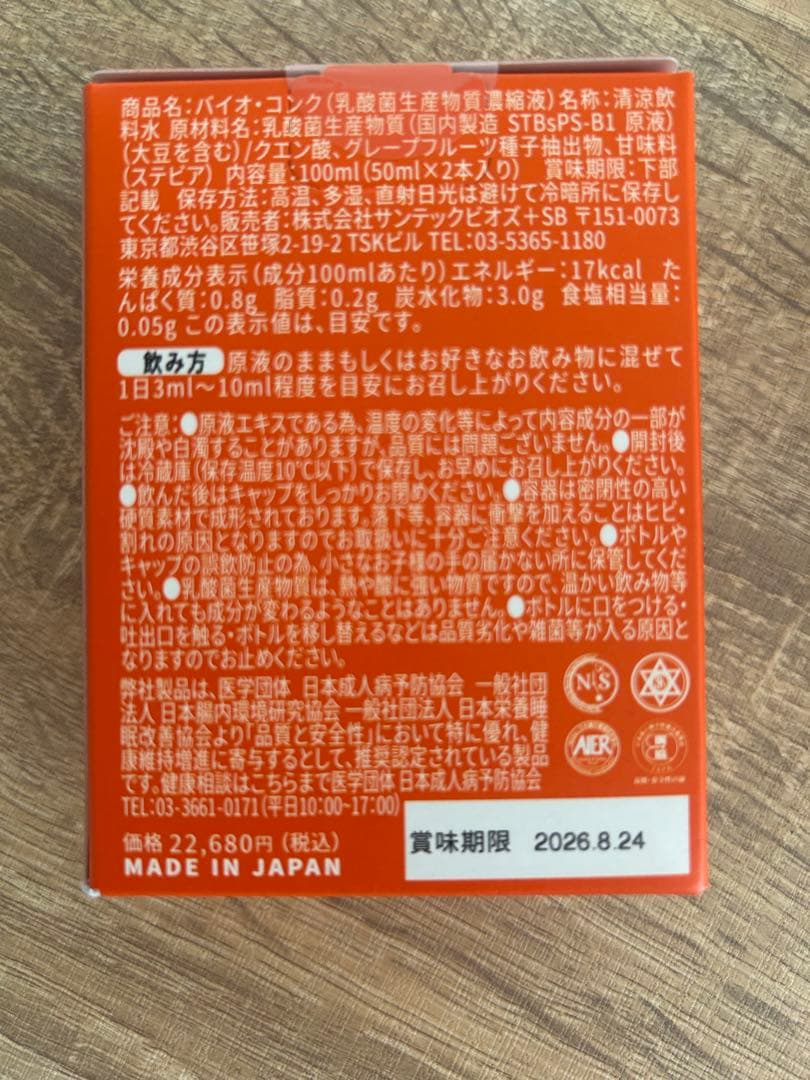 商品名:バイオ・コンク(乳酸菌生産物質濃縮液)名称:清涼飲
料水 原材料名:乳酸菌生産物質(国内製造 STBsPS-B1 原液)
(大豆を含む)/クエン酸、グレープフルーツ種子抽出物、甘味料
(ステビア) 内容量:100ml(50ml×2本入り) 賞味期限:下部
記載 保存方法:高温、多湿、直射日光は避けて冷暗所に保存し
てください。販売者:株式会社サンテックビオズ+SB 〒151-0073
東京都渋谷区笹塚2-19-2 TSKビル TEL:03-5365-1180
栄養成分表示(成分100mlあたり)エネルギー:17kcal た
んぱく質:0.8g 脂質:0.2g 炭水化物:3.0g 食塩相当量:
0.05g この表示値は、目安です。
飲み方 原液のままもしくはお好きなお飲み物に混ぜて
1日3ml〜10ml程度を目安にお召し上がりください。
ご注意:●原液エキスである為、温度の変化等によって内容成分の一部が
沈殿や白濁することがありますが、品質には問題ございません。●開封後
は冷蔵庫(保存温度10℃以下)で保存し、お早めにお召し上がりください。
●飲んだ後はキャップをしっかりお閉めください。●容器は密閉性の高い
硬質素材で成形されております。落下等、容器に衝撃を加えることはヒビ・
割れの原因となりますのでお取扱いに十分ご注意ください。●ボトルや
キャップの誤飲防止の為、小さなお子様の手の届かない所に保管してくだ
さい。●乳酸菌生産物質は、熱や酸に強い物質ですので、温かい飲み物等
に入れても成分が変わるようなことはありません。●ボトルに口をつける・
吐出口を触る・ボトルを移し替えるなどは品質劣化や雑菌等が入る原因と
なりますのでお止めください。
弊社製品は、医学団体 日本成人病予防協会 一般社団
法人 日本腸内環境研究協会 一般社団法人 日本栄養睡
眠改善協会より「品質と安全性」において特に優れ、健
康維持増進に寄与するとして、推奨認定されている製品
です。健康相談はこちらまで医学団体 日本成人病予防協会
TEL:03-3661-0171(平日10:00~17:00)
NS
AIER
価格 22,680円(税込)
MADE IN JAPAN
賞味期限 2026.8.24